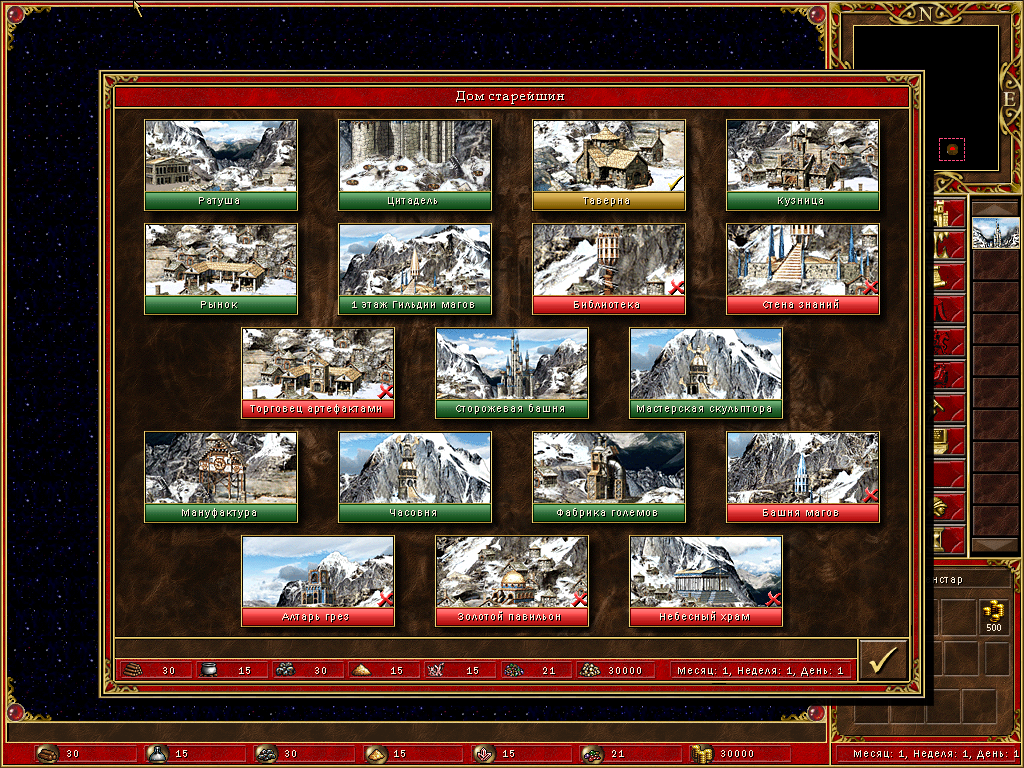 N
Дом старейшин
E
Ратуша
Цитадель
Таверна
Кузница
Рынок
1 этаж Гильдии магов
Библиотека
Стена знаний
Торговец артефактами
Сторожевая башня
Мастерская скульптора
Мануфактура
Часовня
Фабрика големов
Башня магов
Алтарь грез
Золотой павильон
Небесный храм
нстар
500
30 15 30 15 15 21 30000 Месяц: 1, Неделя: 1, День: 1
30 15 30 15 15 21 30000 Месяц: 1, Неделя: 1, День: 1